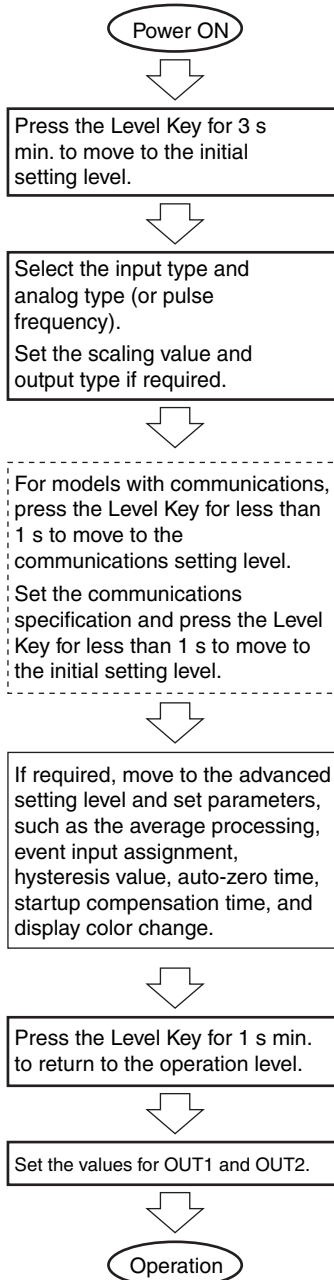 Power ON
Press the Level Key for 3 s
min. to move to the initial
setting level.
Select the input type and
analog type (or pulse
frequency).
Set the scaling value and
output type if required.
For models with communications,
press the Level Key for less than
1 s to move to the
communications setting level.
Set the communications
specification and press the Level
Key for less than 1 s to move to
the initial setting level.
If required, move to the advanced
setting level and set parameters,
such as the average processing,
event input assignment,
hysteresis value, auto-zero time,
startup compensation time, and
display color change.
Press the Level Key for 1 s min.
to return to the operation level.
Set the values for OUT1 and OUT2.
Operation